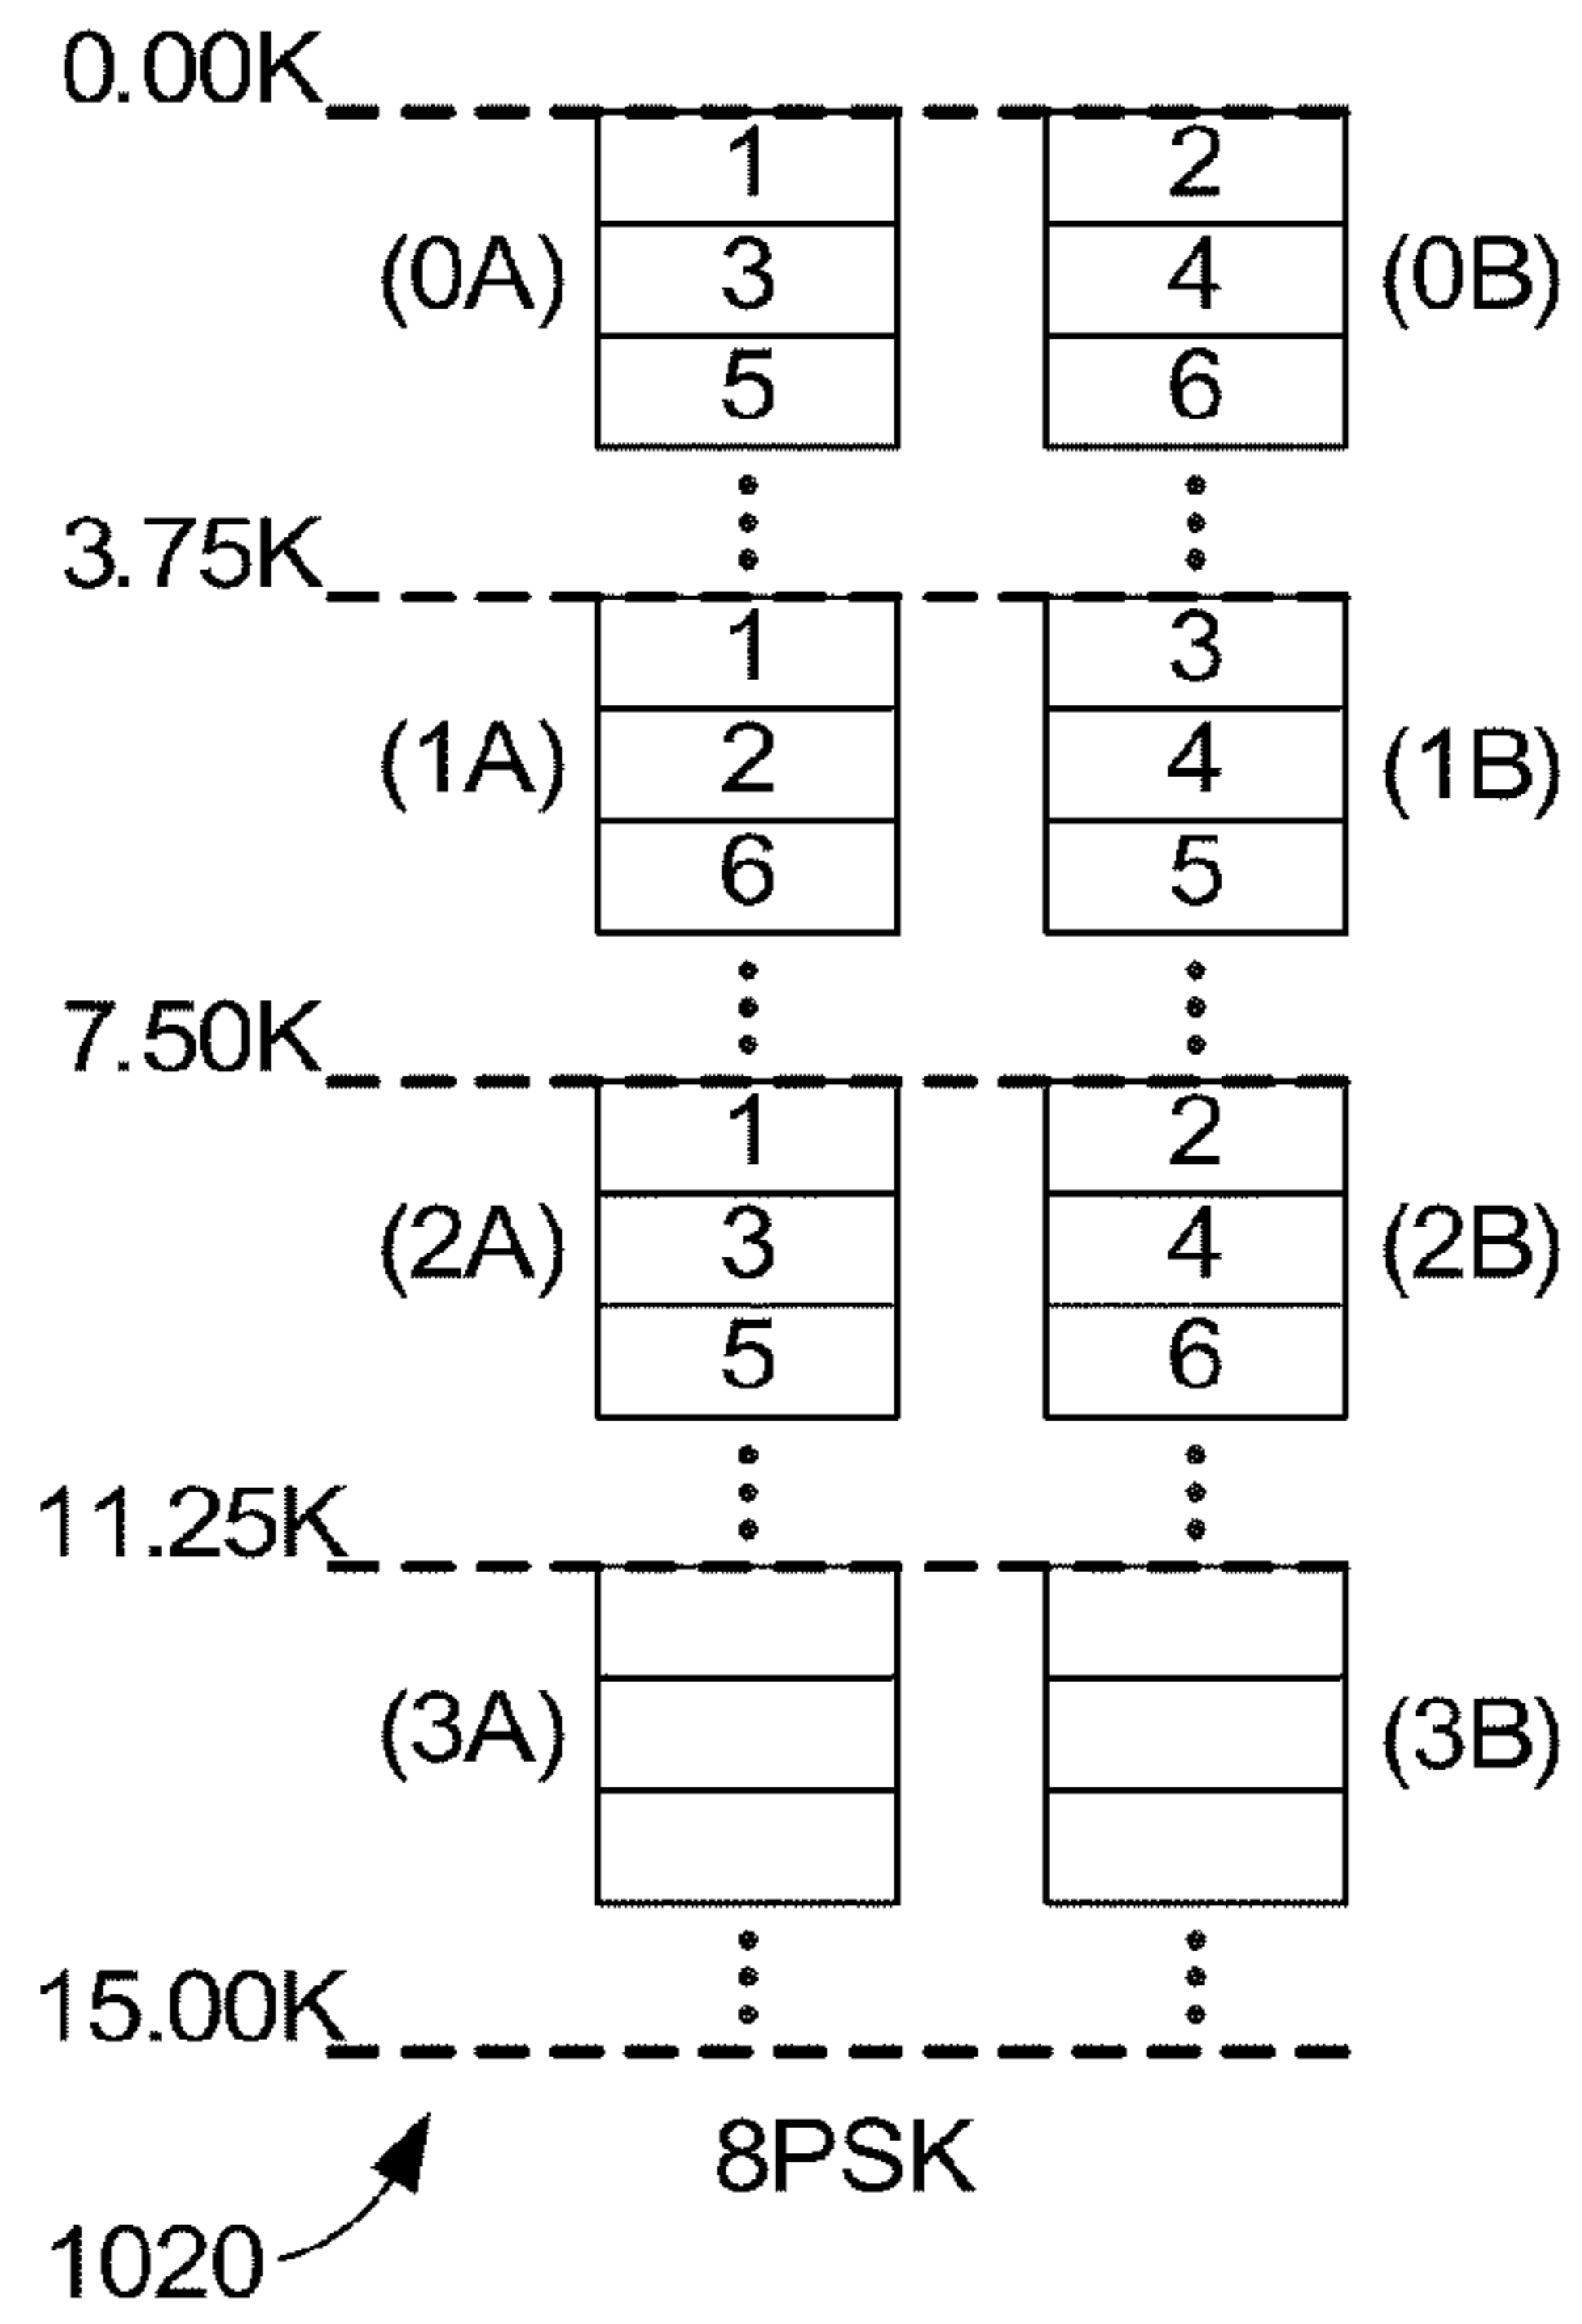 0.00K
1 2
(0A) 3 4 (0B)
5 6
3.75K
1 3
(1A) 2 4 (1B)
6 5
7.50K
1 2
(2A) 3 4 (2B)
5 6
11.25K
(3A) (3B)
15.00K
8PSK
1020